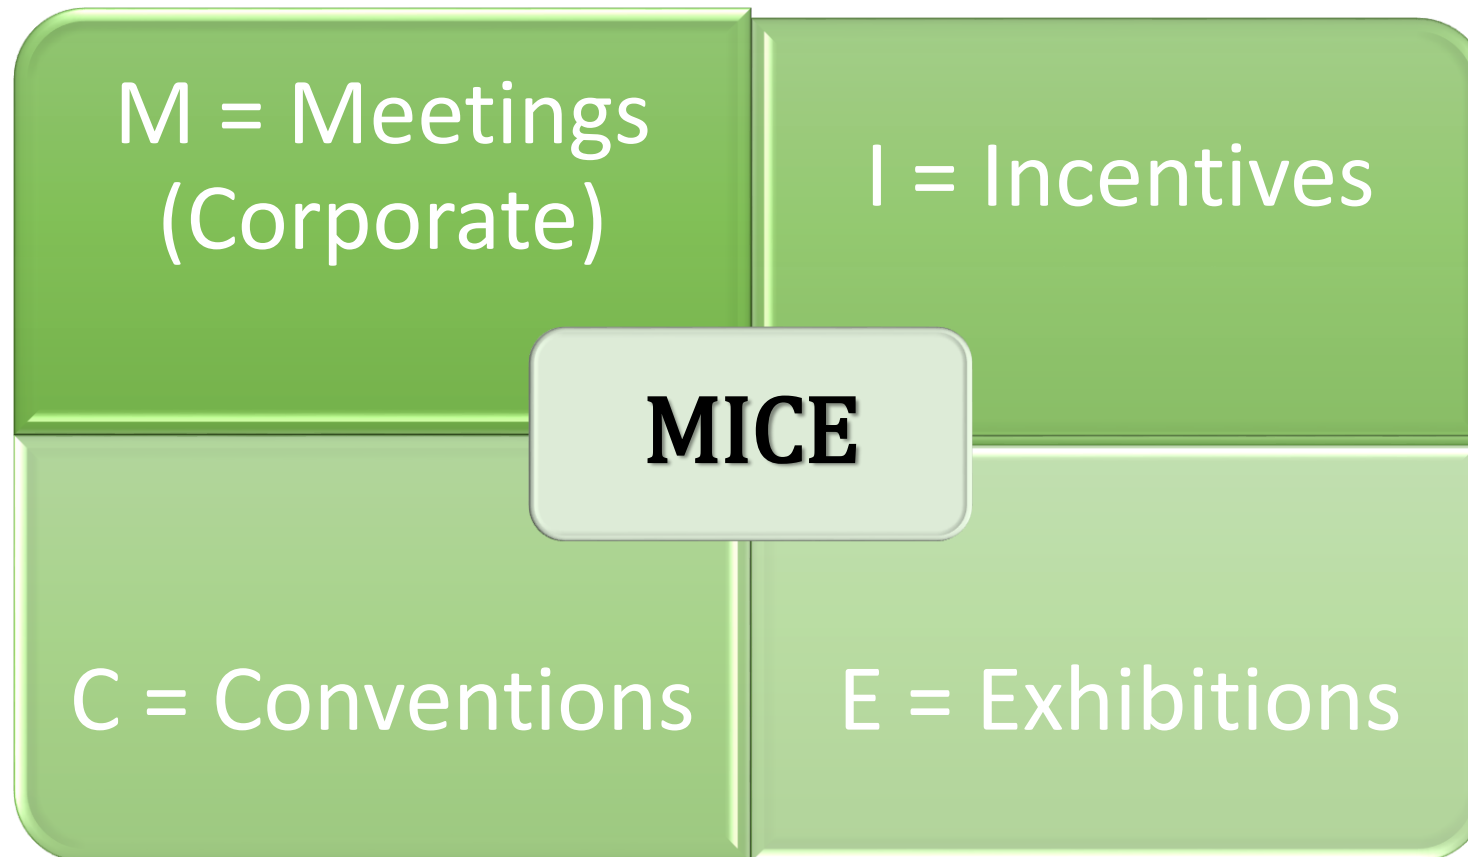 M = Meetings
(Corporate)
I = Incentives
MICE
C = Conventions
E = Exhibitions